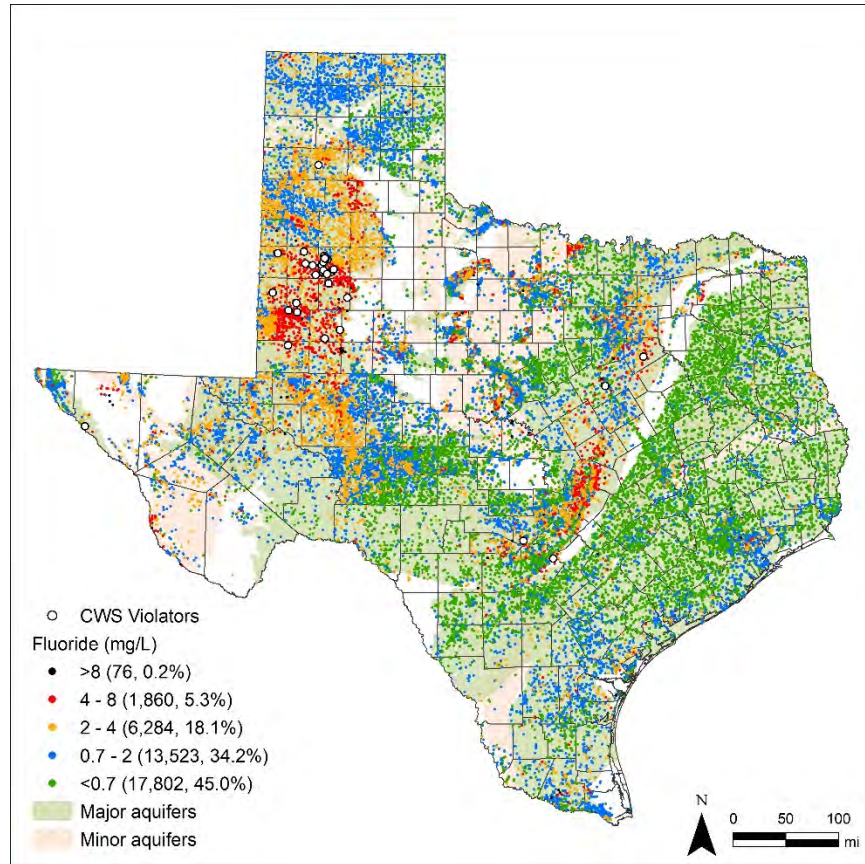 CWS Violators
Fluoride (mg/L)
>8 (76, 0.2%)
4 - 8 (1,860, 5.3%)
2 - 4 (6,284, 18.1%)
0.7 - 2 (13,523, 34.2%)
<0.7 (17,802, 45.0%)
Major aquifers
Minor aquifers
N
0 50 100
mi